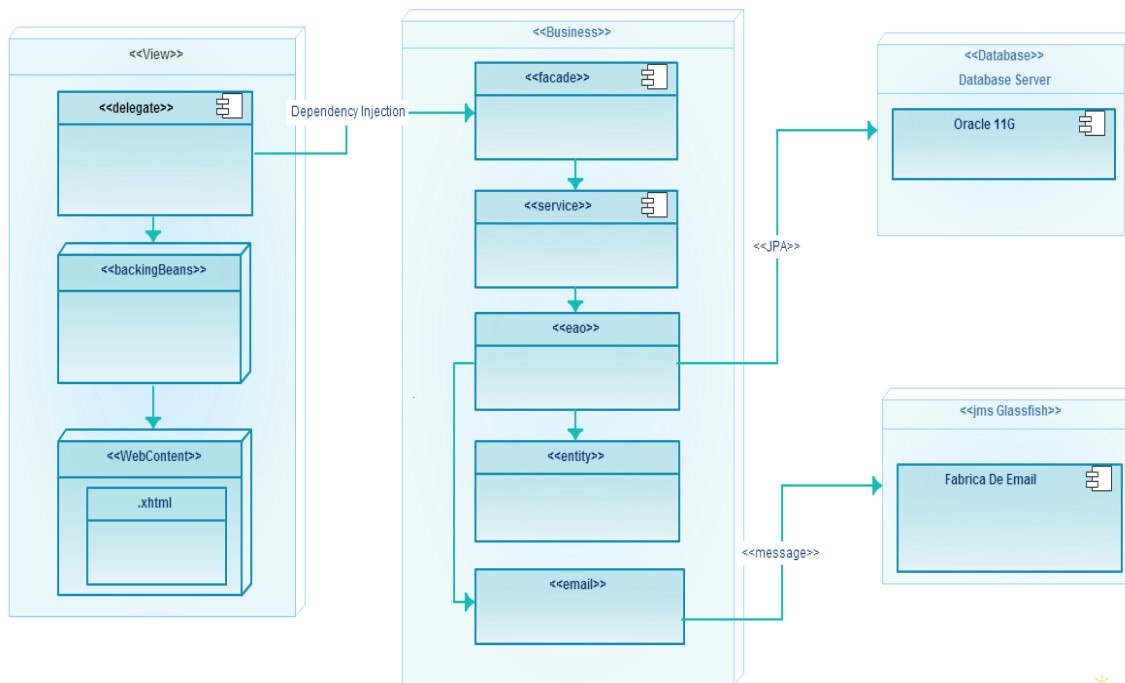 <<View>>
<<delegate>>
<<backingBeans>>
<<WebContent>>
.xhtml
Dependency Injection
<<Business>>
<<facade>>
<<service>>
<<eao>>
<<entity>>
<<email>>
<<JPA>>
<<message>>
<<Database>>
Database Server
Oracle 11G
<<jms Glassfish>>
Fabrica De Email